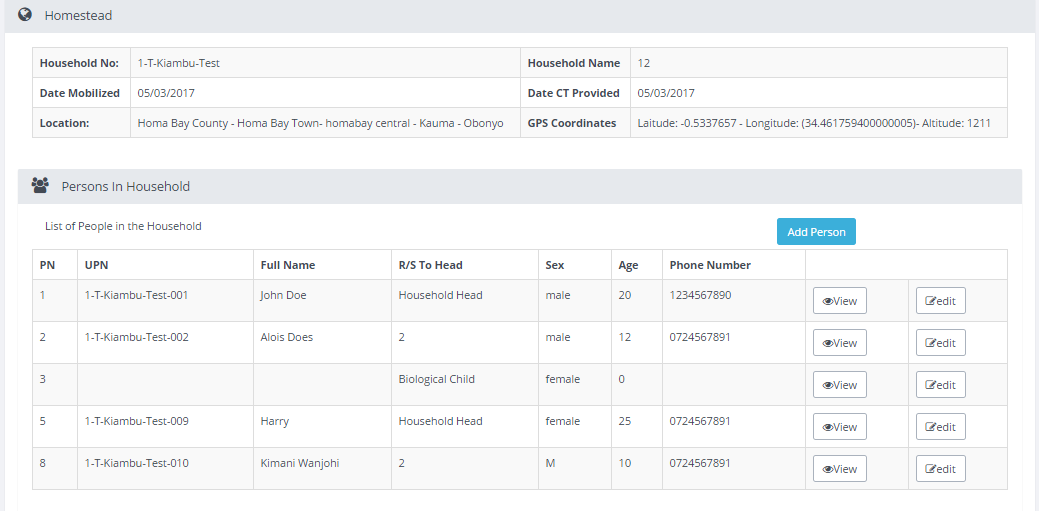 Homestead
Household No: 1-T-Kiambu-Test Household Name 12
Date Mobilized 05/03/2017 Date CT Provided 05/03/2017
Location: Homa Bay County - Homa Bay Town- homabay central - Kauma - Obonyo GPS Coordinates Laitude: -0.5337657 - Longitude: (34.461759400000005)- Altitude: 1211
Persons In Household
List of People in the Household Add Person
PN UPN Full Name R/S To Head Sex Age Phone Number
1 1-T-Kiambu-Test-001 John Doe Household Head male 20 1234567890 View edit
2 1-T-Kiambu-Test-002 Alois Does 2 male 12 0724567891 View edit
3 Biological Child female 0 View edit
5 1-T-Kiambu-Test-009 Harry Household Head female 25 0724567891 View edit
8 1-T-Kiambu-Test-010 Kimani Wanjohi 2 M 10 0724567891 View edit